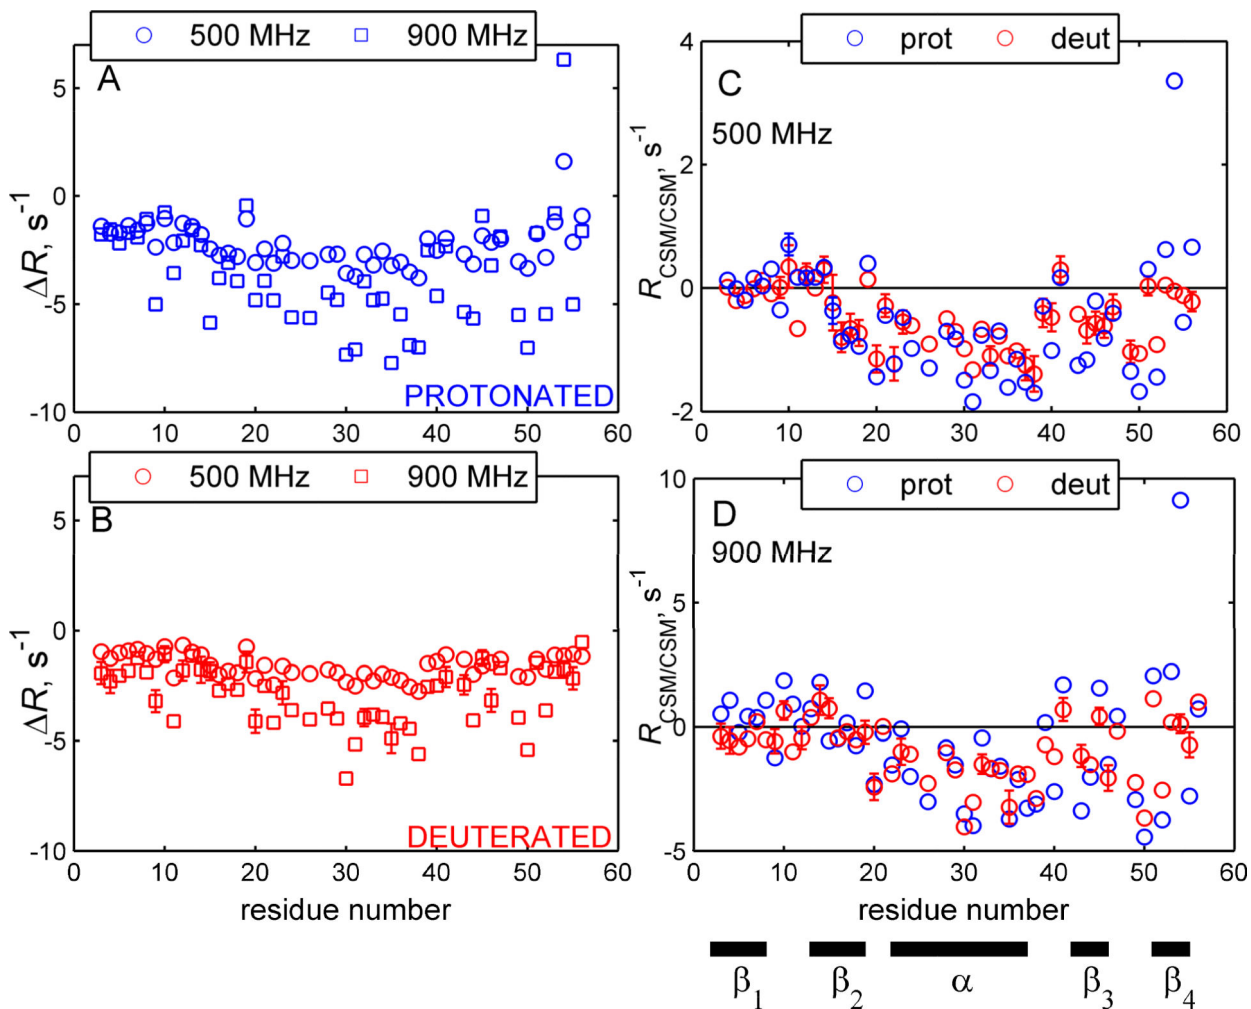 500 MHz 900 MHz
A
5
0
-5
-10
ΔR, s⁻¹
PROTONATED
0 10 20 30 40 50 60
prot deut
C
500 MHz
4
2
0
-2
R_CSM/CSM, s⁻¹
0 10 20 30 40 50 60
500 MHz 900 MHz
B
5
0
-5
-10
ΔR, s⁻¹
DEUTERATED
0 10 20 30 40 50 60
residue number
prot deut
D
900 MHz
10
5
0
-5
R_CSM/CSM, s⁻¹
0 10 20 30 40 50 60
residue number
β₁ β₂ α β₃ β₄